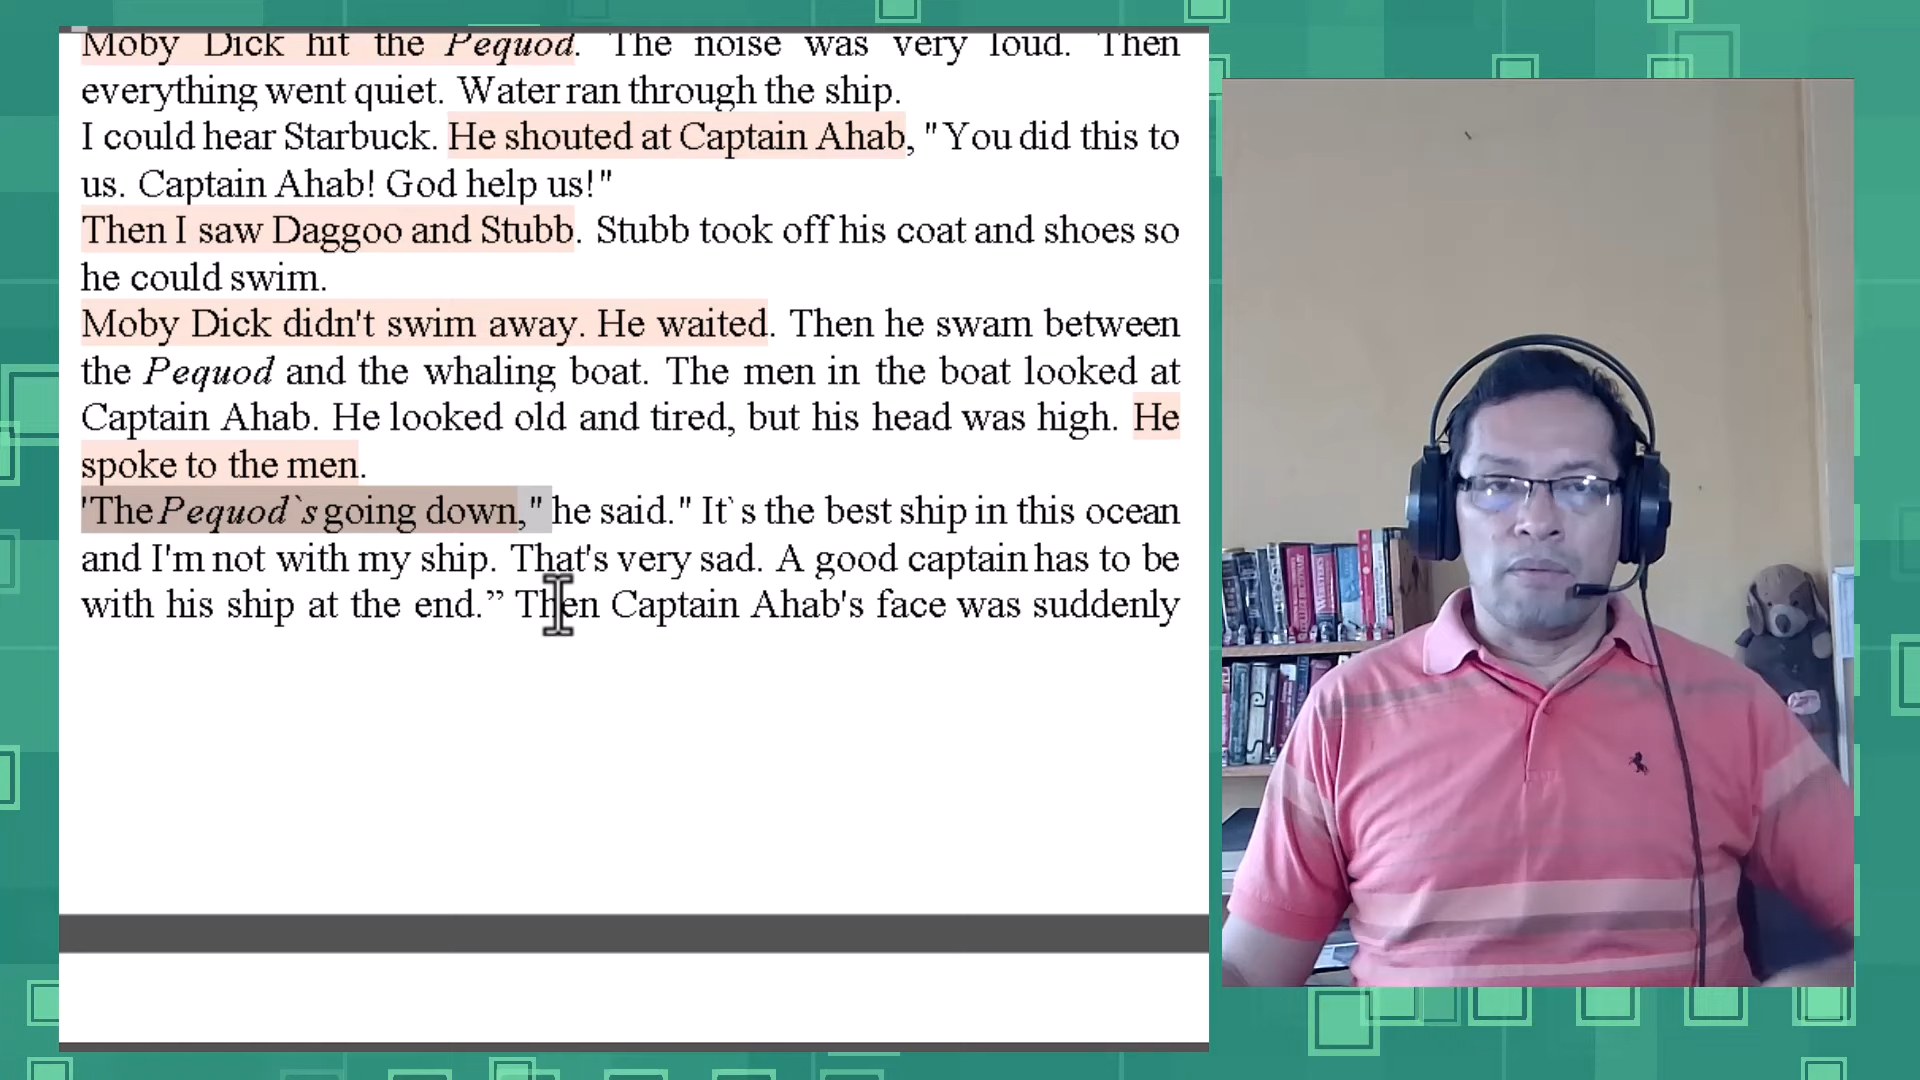 Moby Dick hit the Pequod. The noise was very loud. Then
everything went quiet. Water ran through the ship.
I could hear Starbuck. He shouted at Captain Ahab, "You did this to
us. Captain Ahab! God help us!"
Then I saw Daggoo and Stubb. Stubb took off his coat and shoes so
he could swim.
Moby Dick didn't swim away. He waited. Then he swam between
the Pequod and the whaling boat. The men in the boat looked at
Captain Ahab. He looked old and tired, but his head was high. He
spoke to the men.
'The Pequod`s going down," he said." It`s the best ship in this ocean
and I'm not with my ship. That's very sad. A good captain has to be
with his ship at the end.” Then Captain Ahab's face was suddenly